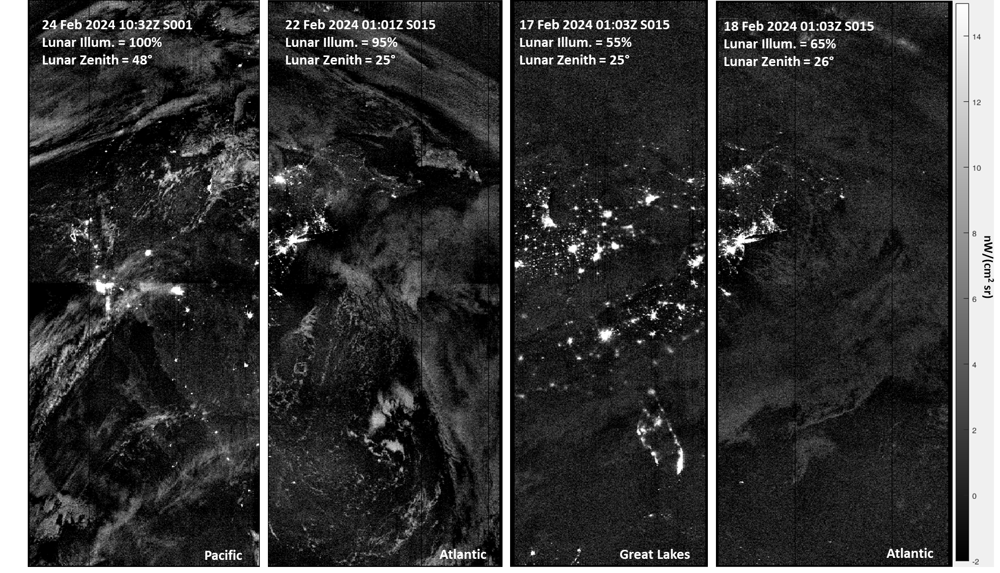 24 Feb 2024 10:32Z S001
Lunar Illum. = 100%
Lunar Zenith = 48°
Pacific
22 Feb 2024 01:01Z S015
Lunar Illum. = 95%
Lunar Zenith = 25°
Atlantic
17 Feb 2024 01:03Z S015
Lunar Illum. = 55%
Lunar Zenith = 25°
Great Lakes
18 Feb 2024 01:03Z S015
Lunar Illum. = 65%
Lunar Zenith = 26°
Atlantic
14
12
10
8
6
4
2
0
-2
nW/(cm² sr)